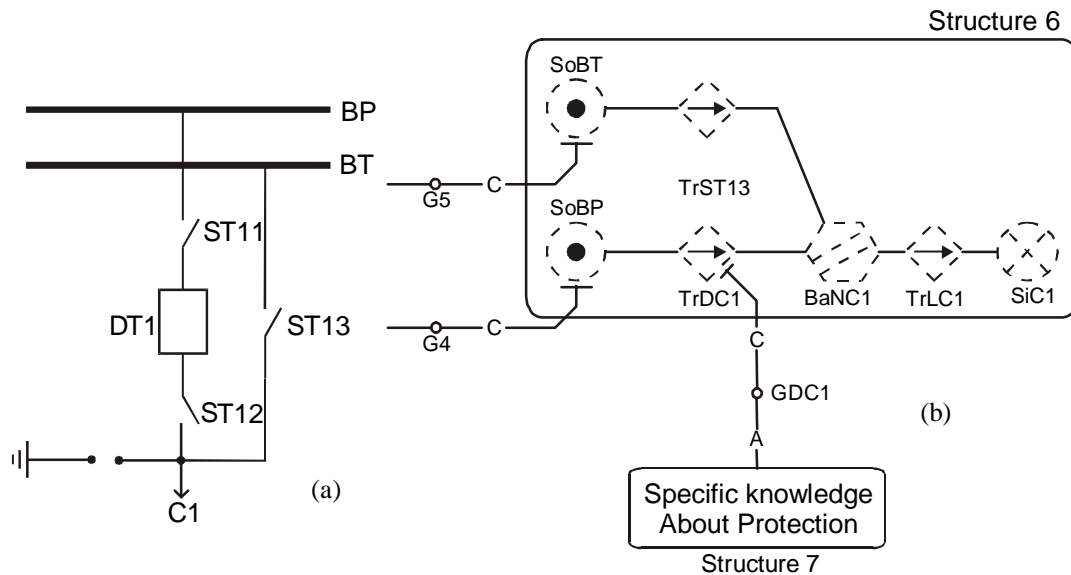 Structure 6
SoBT
BP
BT
G5
C
TrST13
SoBP
ST11
DT1
ST13
G4
C
TrDC1
BaNC1
TrLC1
SiC1
C
ST12
GDC1
(b)
A
(a)
C1
Specific knowledge
About Protection
Structure 7